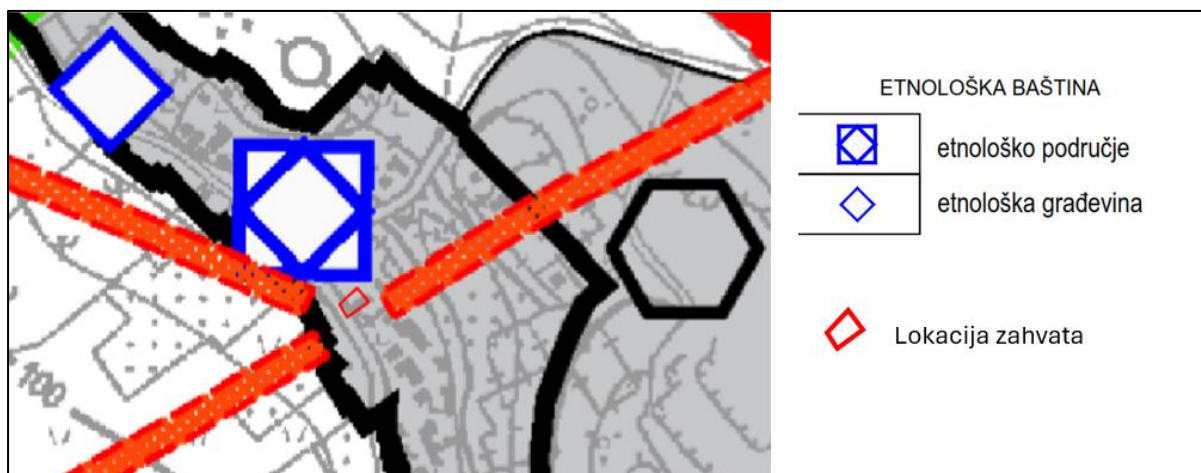 100
ETNOLOŠKA BAŠTINA
etnološko područje
etnološka građevina
Lokacija zahvata